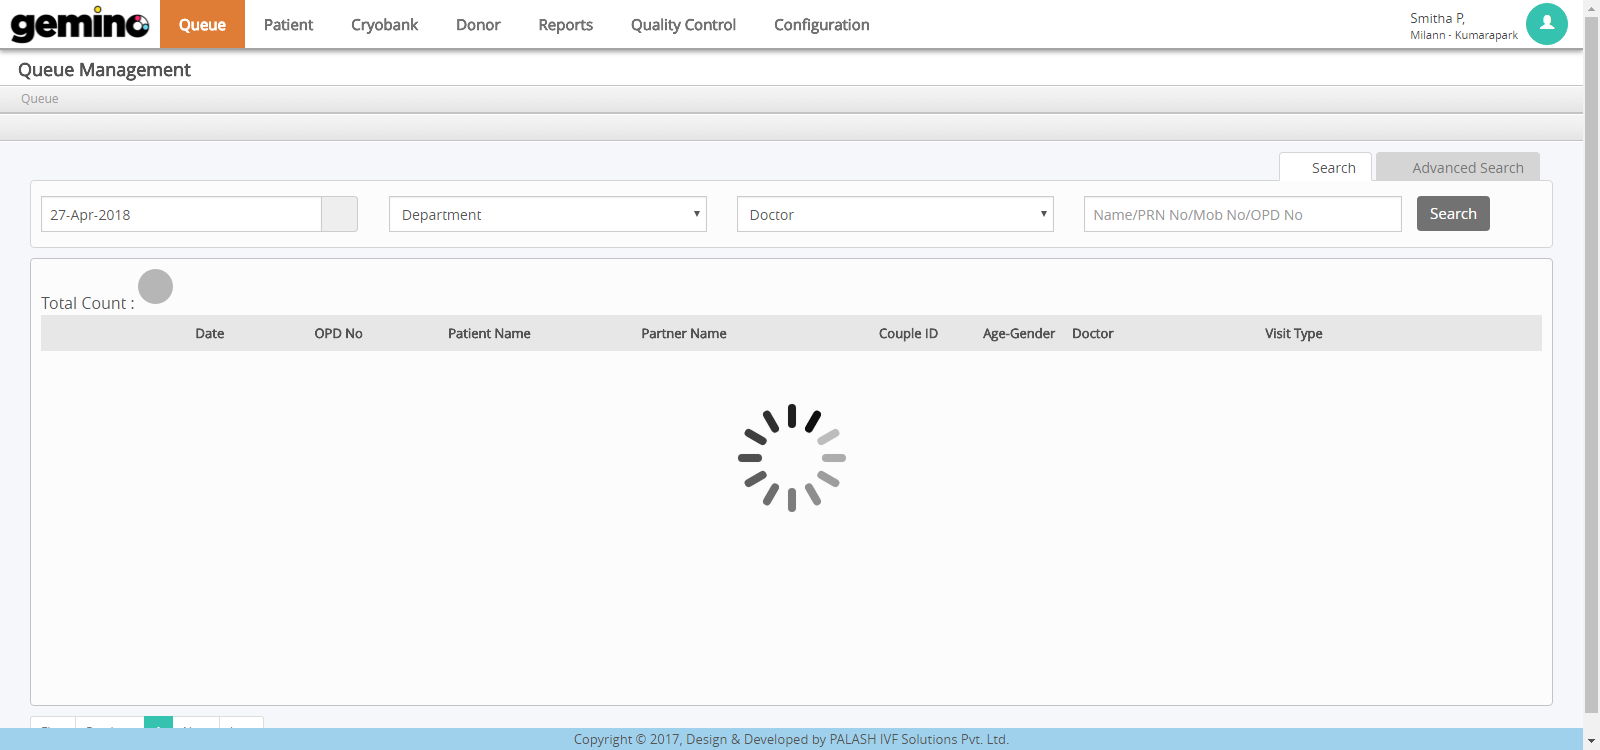 gemino
Queue Patient Cryobank Donor Reports Quality Control Configuration
Smitha P,
Milann - Kumarapark
Queue Management
Queue
Search Advanced Search
27-Apr-2018 Department Doctor Name/PRN No/Mob No/OPD No Search
Total Count :
Date OPD No Patient Name Partner Name Couple ID Age-Gender Doctor Visit Type
Copyright © 2017, Design & Developed by PALASH IVF Solutions Pvt. Ltd.